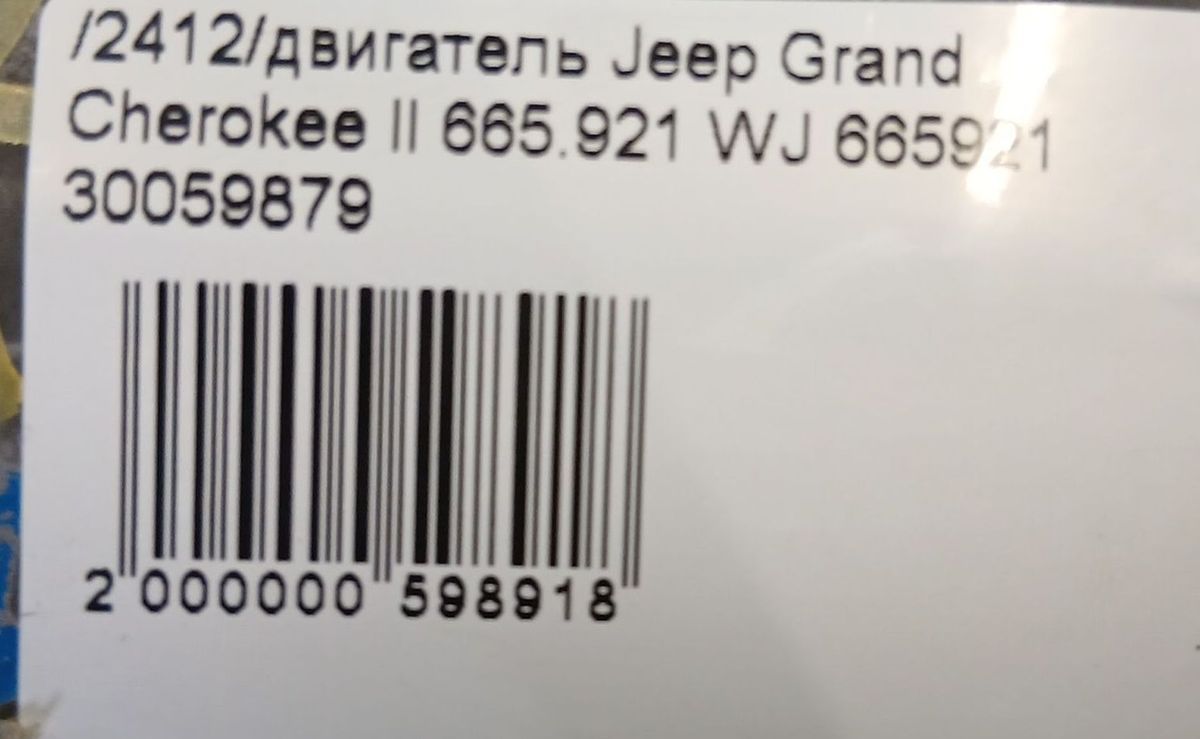 /2412/двигатель Jeep Grand
Cherokee II 665.921 WJ 665921
30059879
2 000000 598918